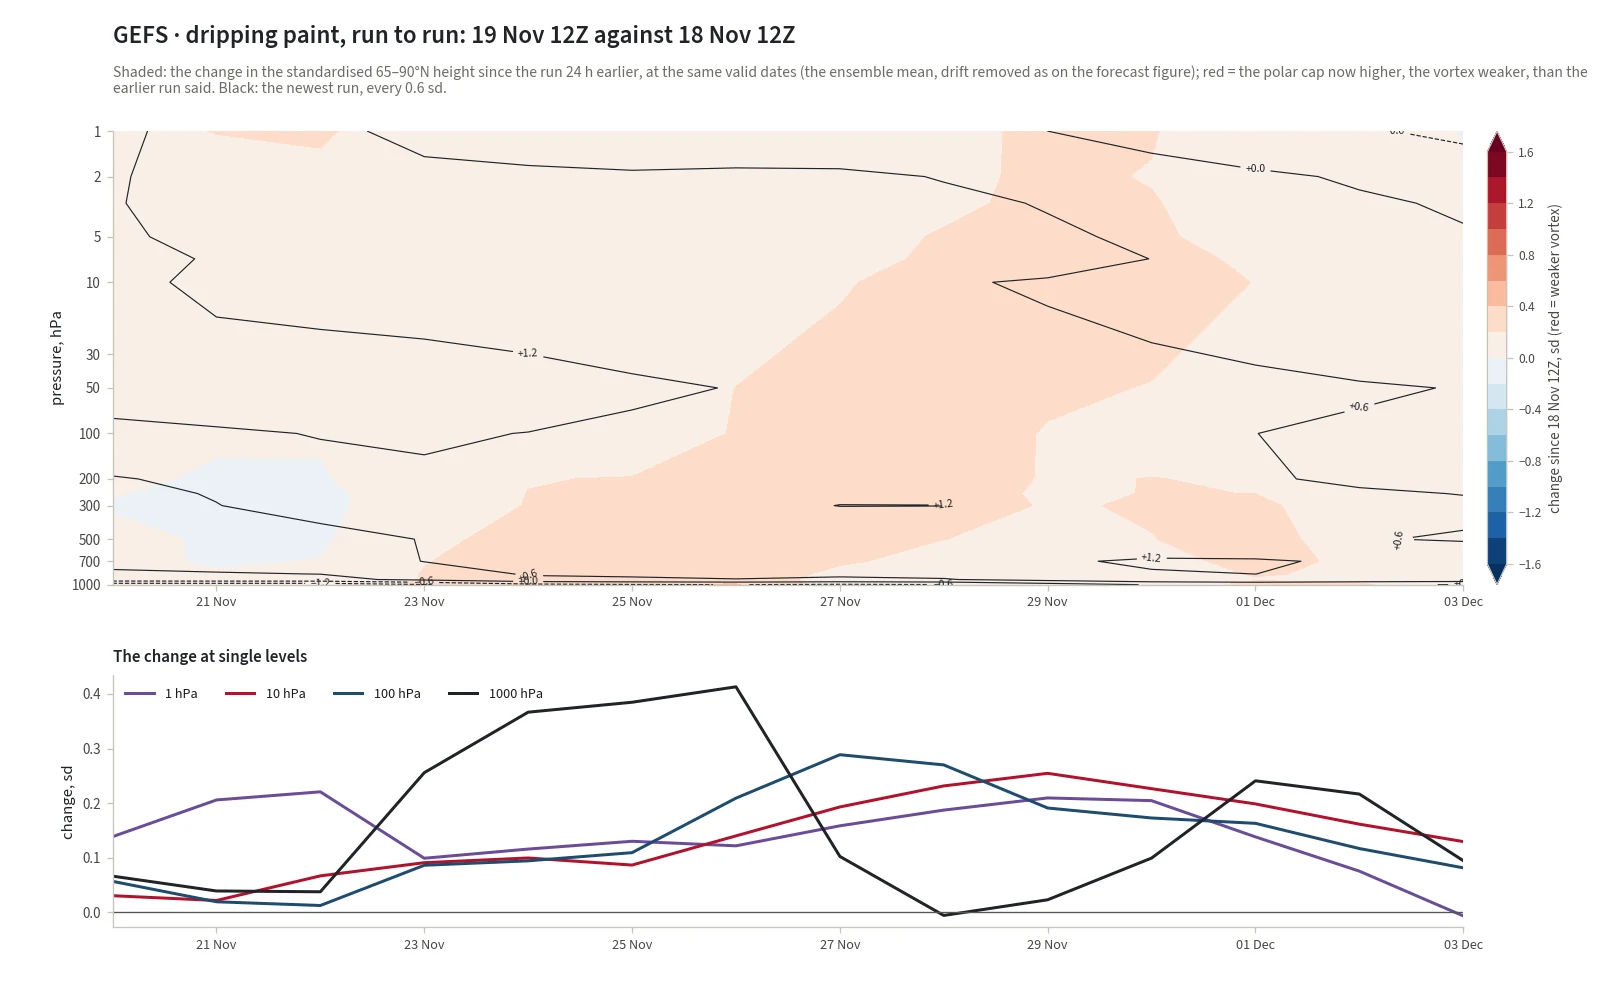 GEFS · dripping paint, run to run: 19 Nov 12Z against 18 Nov 12Z
Shaded: the change in the standardised 65–90°N height since the run 24 h earlier, at the same valid dates (the ensemble mean, drift removed as on the forecast figure); red = the polar cap now higher, the vortex weaker, than the
earlier run said. Black: the newest run, every 0.6 sd.
pressure, hPa
1
2
5
10
30
50
100
200
300
500
700
1000
+0.0
+1.2
+0.6
+1.2
+1.2
+0.6
21 Nov
23 Nov
25 Nov
27 Nov
29 Nov
01 Dec
03 Dec
1.6
1.2
0.8
0.4
0.0
−0.4
−0.8
−1.2
−1.6
change since 18 Nov 12Z, sd (red = weaker vortex)
The change at single levels
1 hPa
10 hPa
100 hPa
1000 hPa
change, sd
0.4
0.3
0.2
0.1
0.0
21 Nov
23 Nov
25 Nov
27 Nov
29 Nov
01 Dec
03 Dec